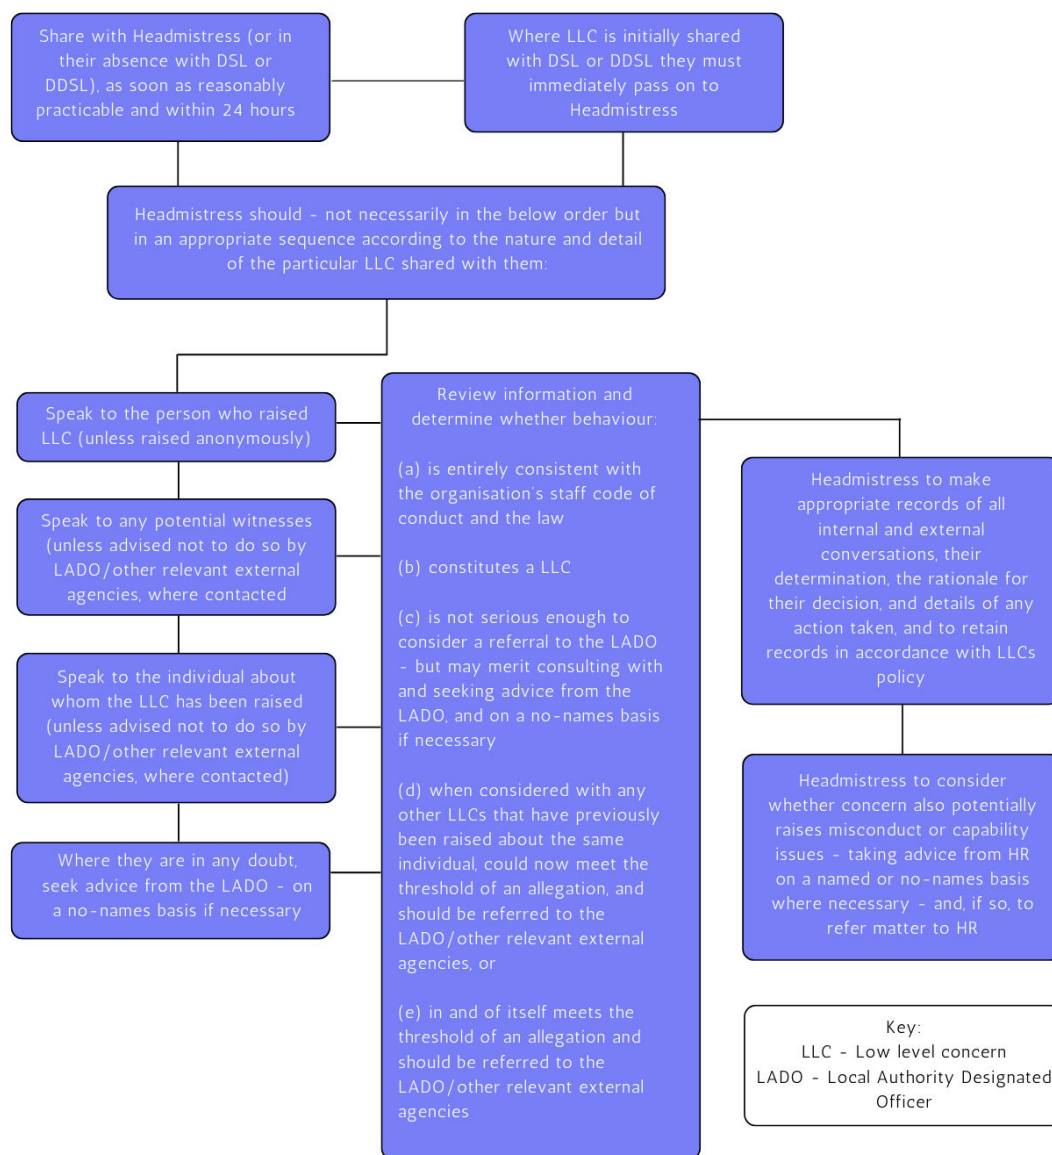 Share with Headmistress (or in
their absence with DSL or
DDSL), as soon as reasonably
practicable and within 24 hours
Where LLC is initially shared
with DSL or DDSL they must
immediately pass on to
Headmistress
Headmistress should - not necessarily in the below order but
in an appropriate sequence according to the nature and detail
of the particular LLC shared with them:
Speak to the person who raised
LLC (unless raised anonymously)
Speak to any potential witnesses
(unless advised not to do so by
LADO/other relevant external
agencies, where contacted
Speak to the individual about
whom the LLC has been raised
(unless advised not to do so by
LADO/other relevant external
agencies, where contacted)
Where they are in any doubt,
seek advice from the LADO - on
a no-names basis if necessary
Review information and
determine whether behaviour:
(a) is entirely consistent with
the organisation's staff code of
conduct and the law
(b) constitutes a LLC
(c) is not serious enough to
consider a referral to the LADO
- but may merit consulting with
and seeking advice from the
LADO, and on a no-names basis
if necessary
(d) when considered with any
other LLCs that have previously
been raised about the same
individual, could now meet the
threshold of an allegation, and
should be referred to the
LADO/other relevant external
agencies, or
(e) in and of itself meets the
threshold of an allegation and
should be referred to the
LADO/other relevant external
agencies
Headmistress to make
appropriate records of all
internal and external
conversations, their
determination, the rationale for
their decision, and details of any
action taken, and to retain
records in accordance with LLCs
policy
Headmistress to consider
whether concern also potentially
raises misconduct or capability
issues - taking advice from HR
on a named or no-names basis
where necessary - and, if so, to
refer matter to HR
Key:
LLC - Low level concern
LADO - Local Authority Designated
Officer